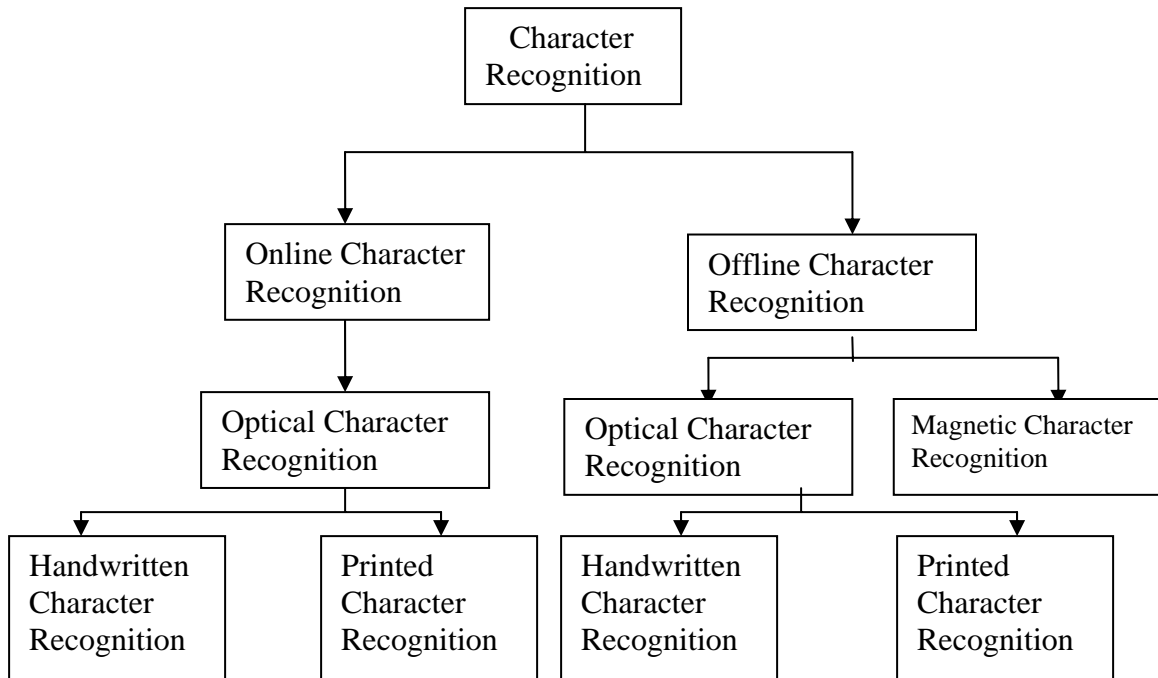 Character
Recognition
Online Character
Recognition
Offline Character
Recognition
Optical Character
Recognition
Optical Character
Recognition
Magnetic Character
Recognition
Handwritten
Character
Recognition
Printed
Character
Recognition
Handwritten
Character
Recognition
Printed
Character
Recognition